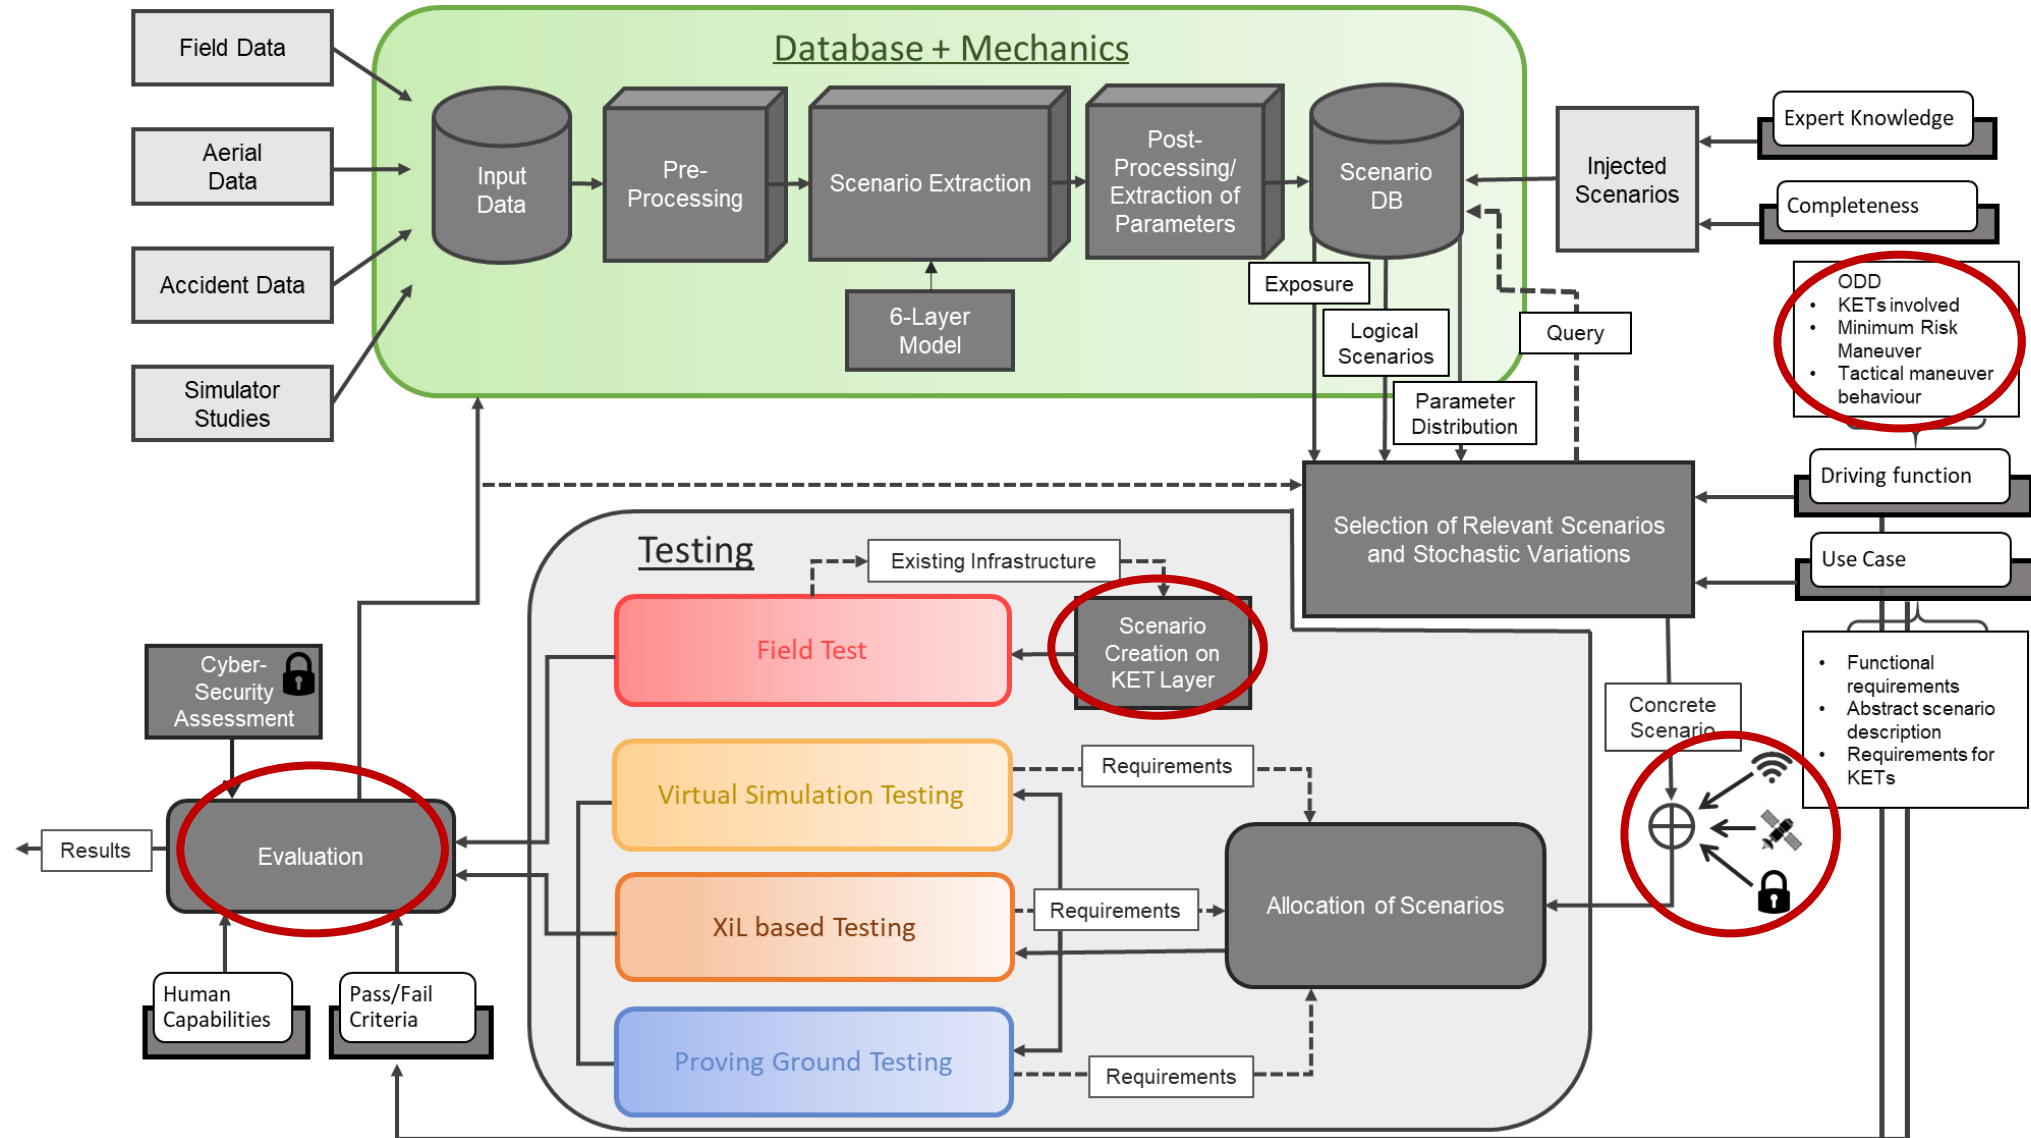 Database + Mechanics
Field Data
Aerial
Data
Accident Data
Simulator
Studies
Input
Data
Pre-
Processing
Scenario Extraction
6-Layer
Model
Post-
Processing/
Extraction of
Parameters
Scenario
DB
Injected
Scenarios
Expert Knowledge
Completeness
Exposure
Logical
Scenarios
Parameter
Distribution
Query
ODD
• KETs involved
• Minimum Risk
Maneuver
• Tactical maneuver
behaviour
Driving function
Use Case
Selection of Relevant Scenarios
and Stochastic Variations
• Functional
requirements
• Abstract scenario
description
• Requirements for
KETs
Concrete
Scenario
Testing
Existing Infrastructure
Field Test
Scenario
Creation on
KET Layer
Virtual Simulation Testing
Requirements
XiL based Testing
Requirements
Allocation of Scenarios
Proving Ground Testing
Requirements
Cyber-
Security
Assessment
Results
Evaluation
Human
Capabilities
Pass/Fail
Criteria